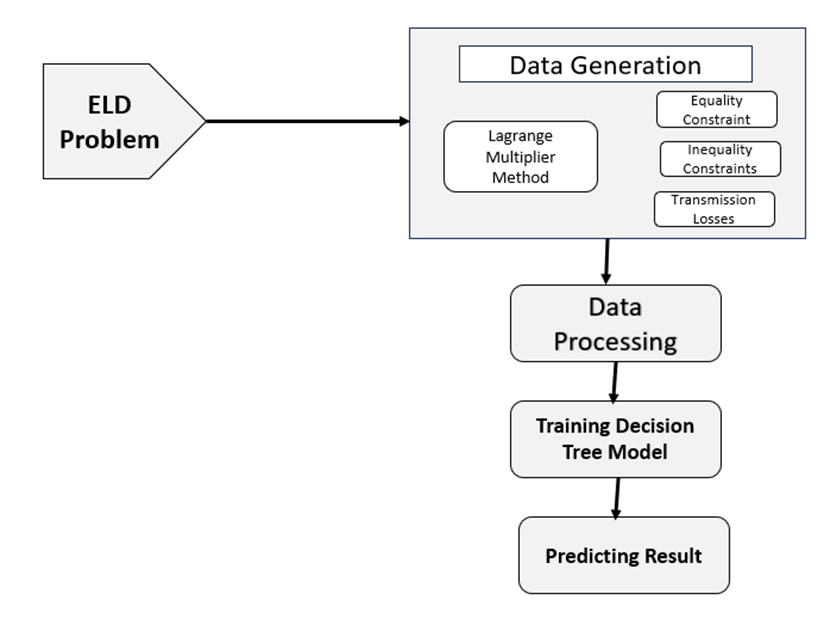 ELD
Problem
Data Generation
Lagrange
Multiplier
Method
Equality
Constraint
Inequality
Constraints
Transmission
Losses
Data
Processing
Training Decision
Tree Model
Predicting Result